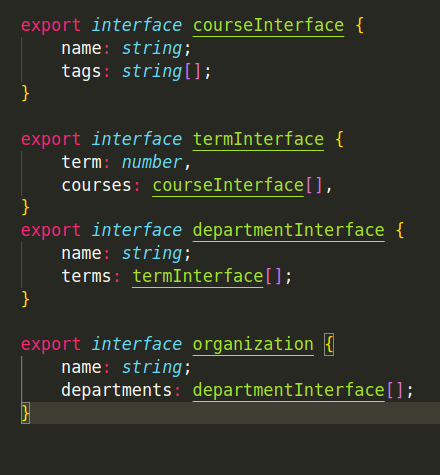 export interface courseInterface {
name: string;
tags: string[];
}
export interface termInterface {
term: number,
courses: courseInterface[],
}
export interface departmentInterface {
name: string;
terms: termInterface[];
}
export interface organization {
name: string;
departments: departmentInterface[];
}